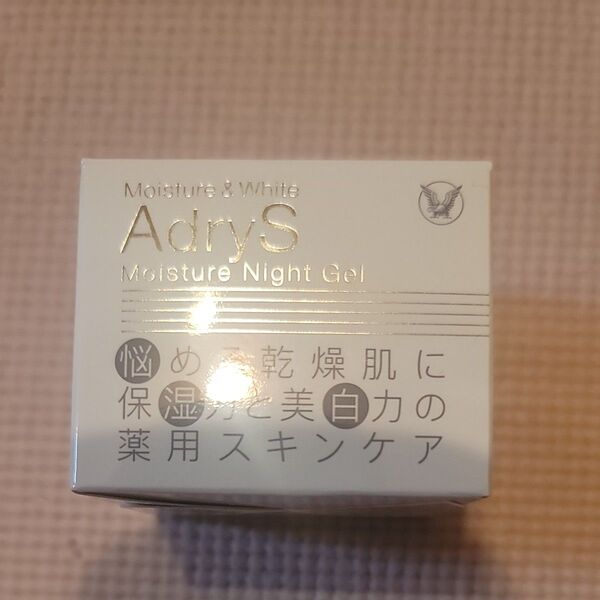 Moisture & White
AdryS
Moisture Night Gel
悩める乾燥肌に
保湿力と美白力の
薬用スキンケア